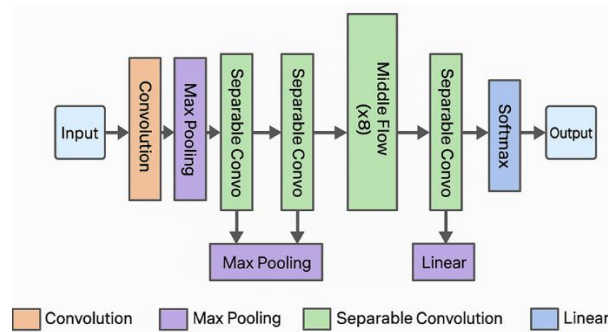 Input
Convolution
Max Pooling
Separable Convo
Separable Convo
Middle Flow
(x8)
Separable Convo
Softmax
Output
Max Pooling
Linear
Convolution
Max Pooling
Separable Convolution
Linear